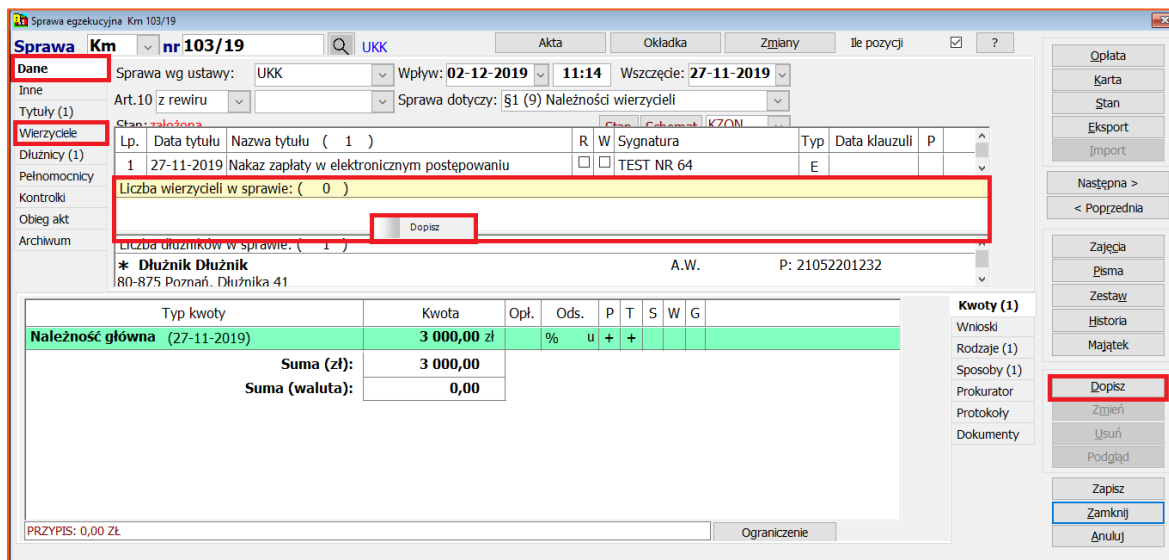 Sprawa egzekucyjna Km 103/19
Sprawa Km nr 103/19 UKK Akta Okładka Zmiany Ile pozycji ?
Dane
Inne
Tytuły (1)
Wierzyciele
Dłużnicy (1)
Pełnomocnicy
Kontrolki
Obieg akt
Archiwum
Sprawa wg ustawy: UKK Wpływ: 02-12-2019 11:14 Wszczęcie: 27-11-2019
Art.10 z rewiru Sprawa dotyczy: §1 (9) Należności wierzycieli
Stan: założona Stan Schemat KZON
Lp. Data tytułu Nazwa tytułu ( 1 ) R W Sygnatura Typ Data klauzuli P
1 27-11-2019 Nakaz zapłaty w elektronicznym postępowaniu TEST NR 64 E
Liczba wierzycieli w sprawie: ( 0 )
Dopisz
Liczba dłużników w sprawie: ( 1 )
* Dłużnik Dłużnik A.W. P: 21052201232
80-875 Poznań, Dłużnika 41
Typ kwoty Kwota Opł. Ods. P T S W G
Należność główna (27-11-2019) 3 000,00 zł % u + +
Suma (zł): 3 000,00
Suma (waluta): 0,00
PRZYPIS: 0,00 ZŁ Ograniczenie
Kwoty (1)
Wnioski
Rodzaje (1)
Sposoby (1)
Prokurator
Protokoły
Dokumenty
Opłata
Karta
Stan
Eksport
Import
Następna >
< Poprzednia
Zajęcia
Pisma
Zestaw
Historia
Majątek
Dopisz
Zmień
Usuń
Podgląd
Zapisz
Zamknij
Anuluj